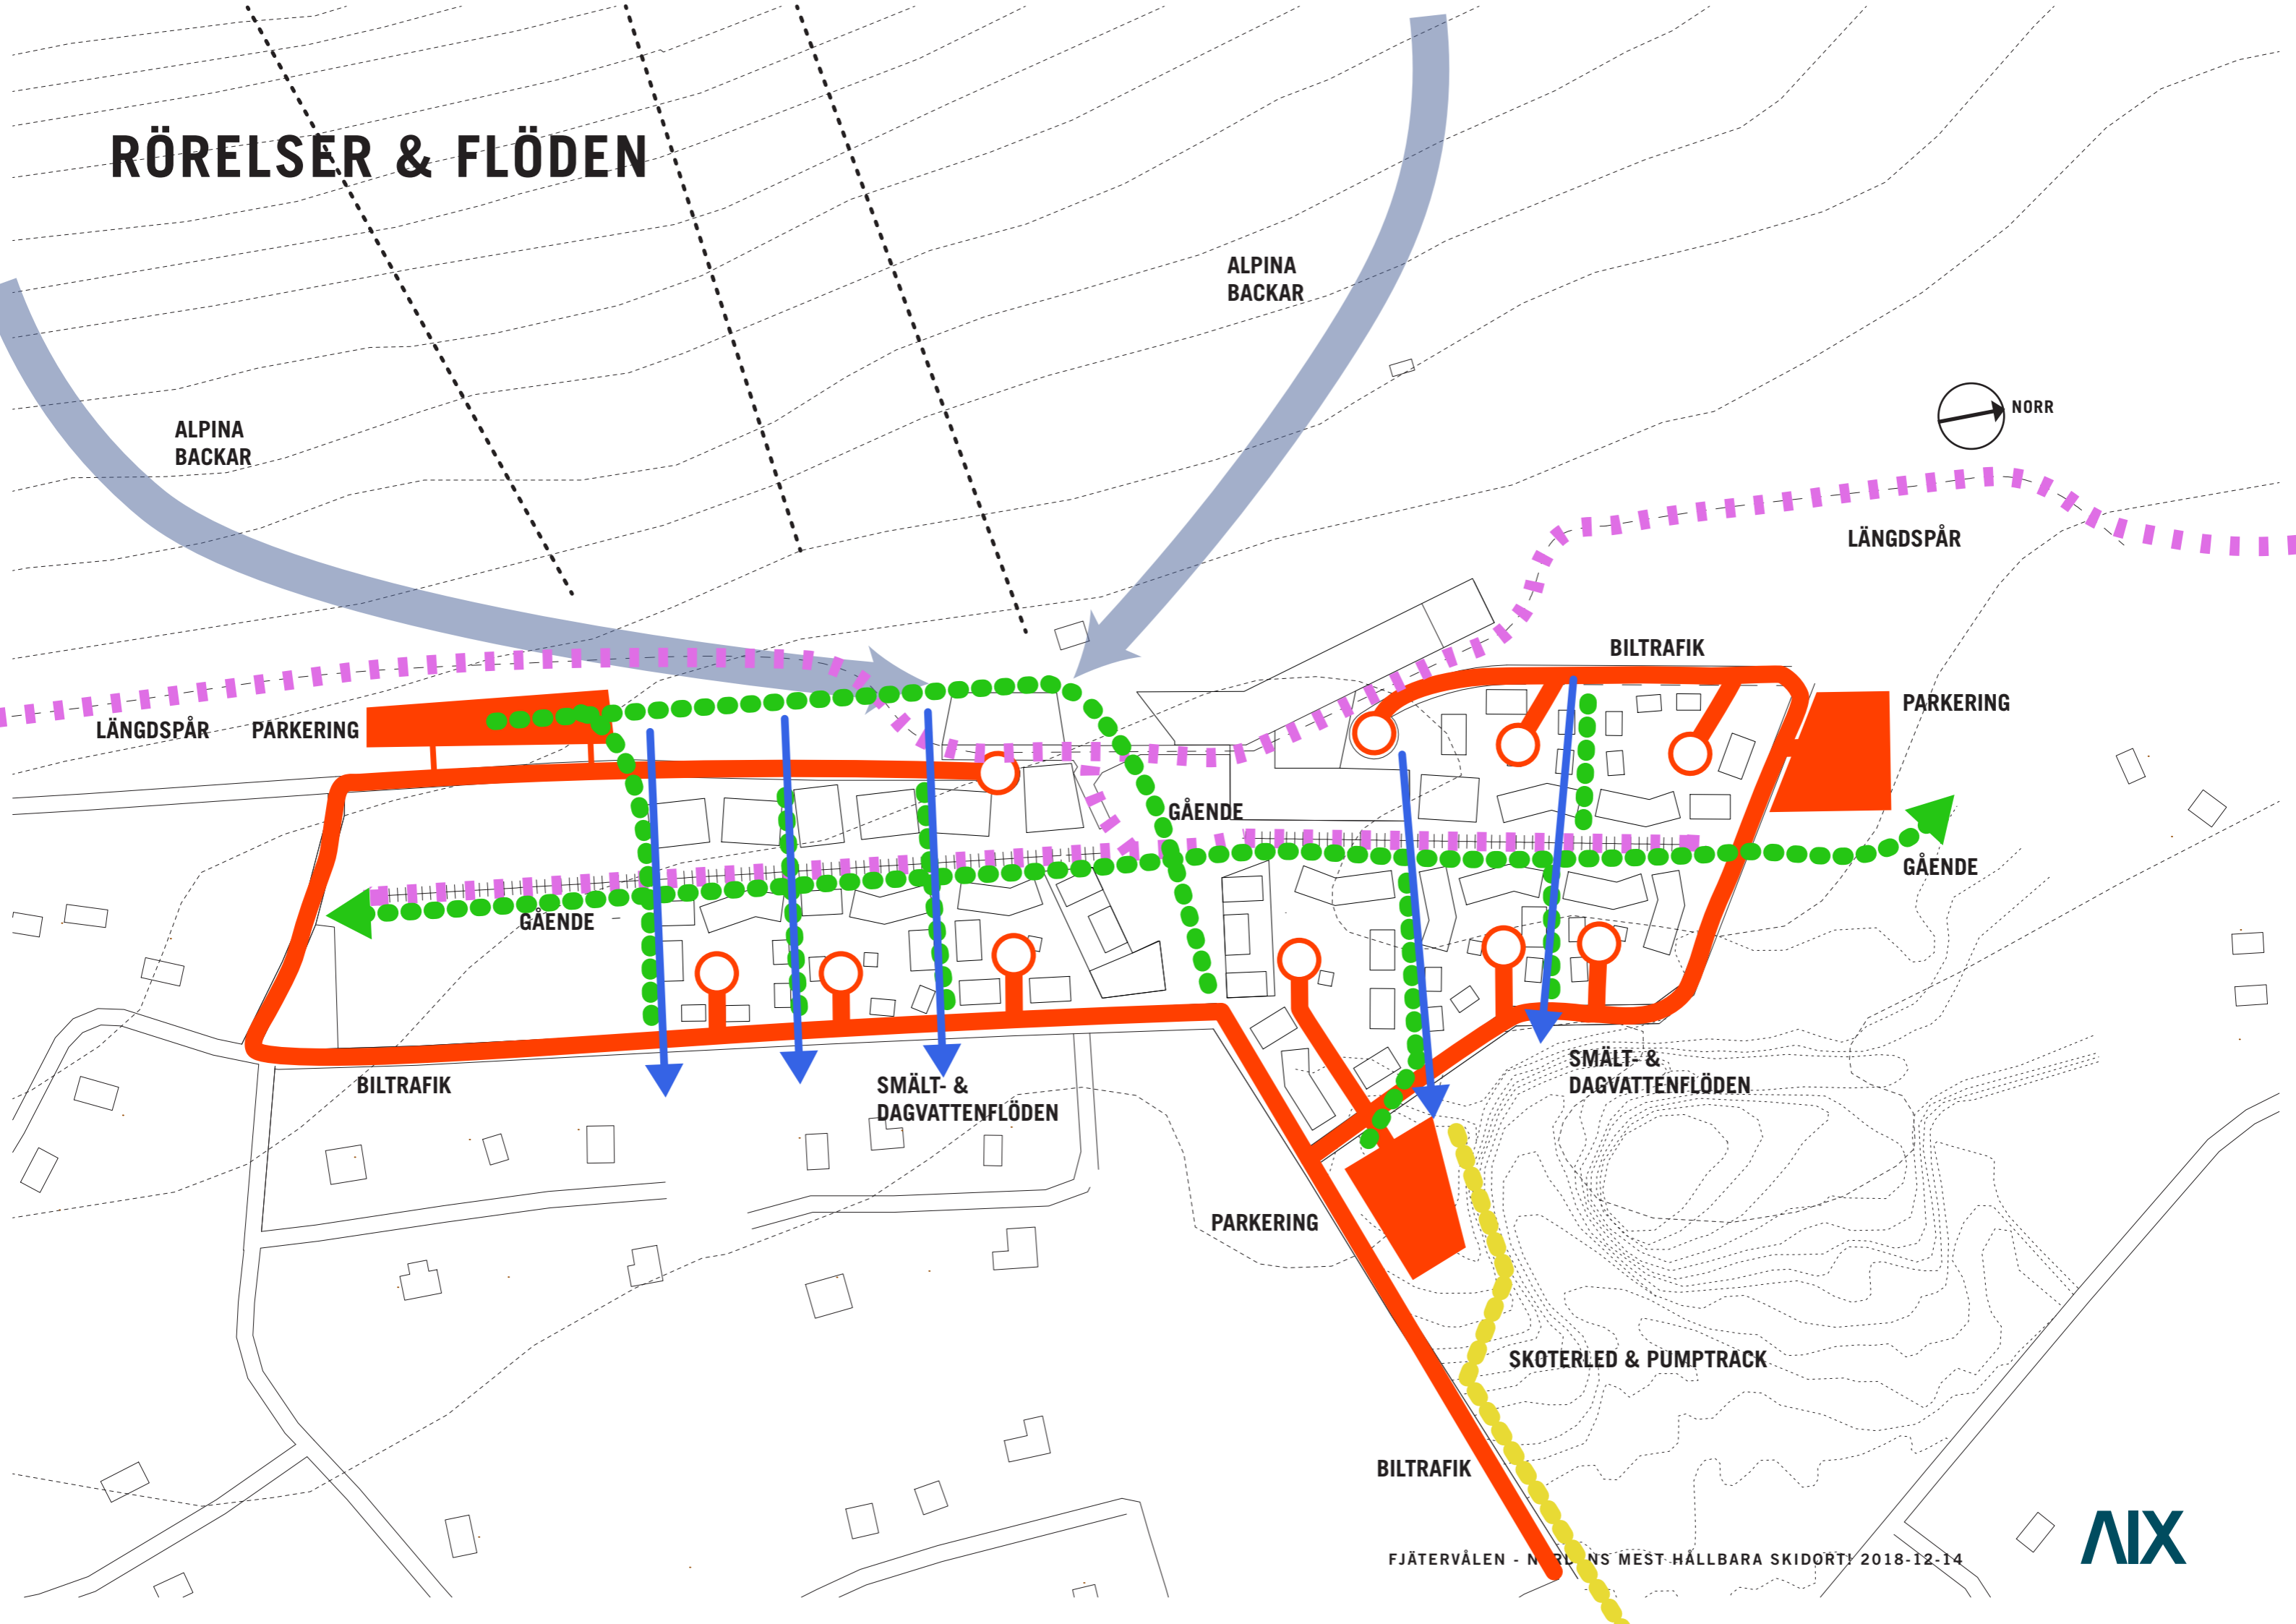 RÖRELSER & FLÖDEN
ALPINA
BACKAR
ALPINA
BACKAR
NORR
LÄNGDSPÅR
BILTRAFIK
PARKERING
LÄNGDSPÅR
PARKERING
GÅENDE
GÅENDE
GÅENDE
BILTRAFIK
SMÄLT- &
DAGVATTENFLÖDEN
SMÄLT- &
DAGVATTENFLÖDEN
PARKERING
SKOTERLED & PUMPTRACK
BILTRAFIK
FJÄTERVÅLEN - NORDENS MEST HÅLLBARA SKIDORT! 2018-12-14
AIX